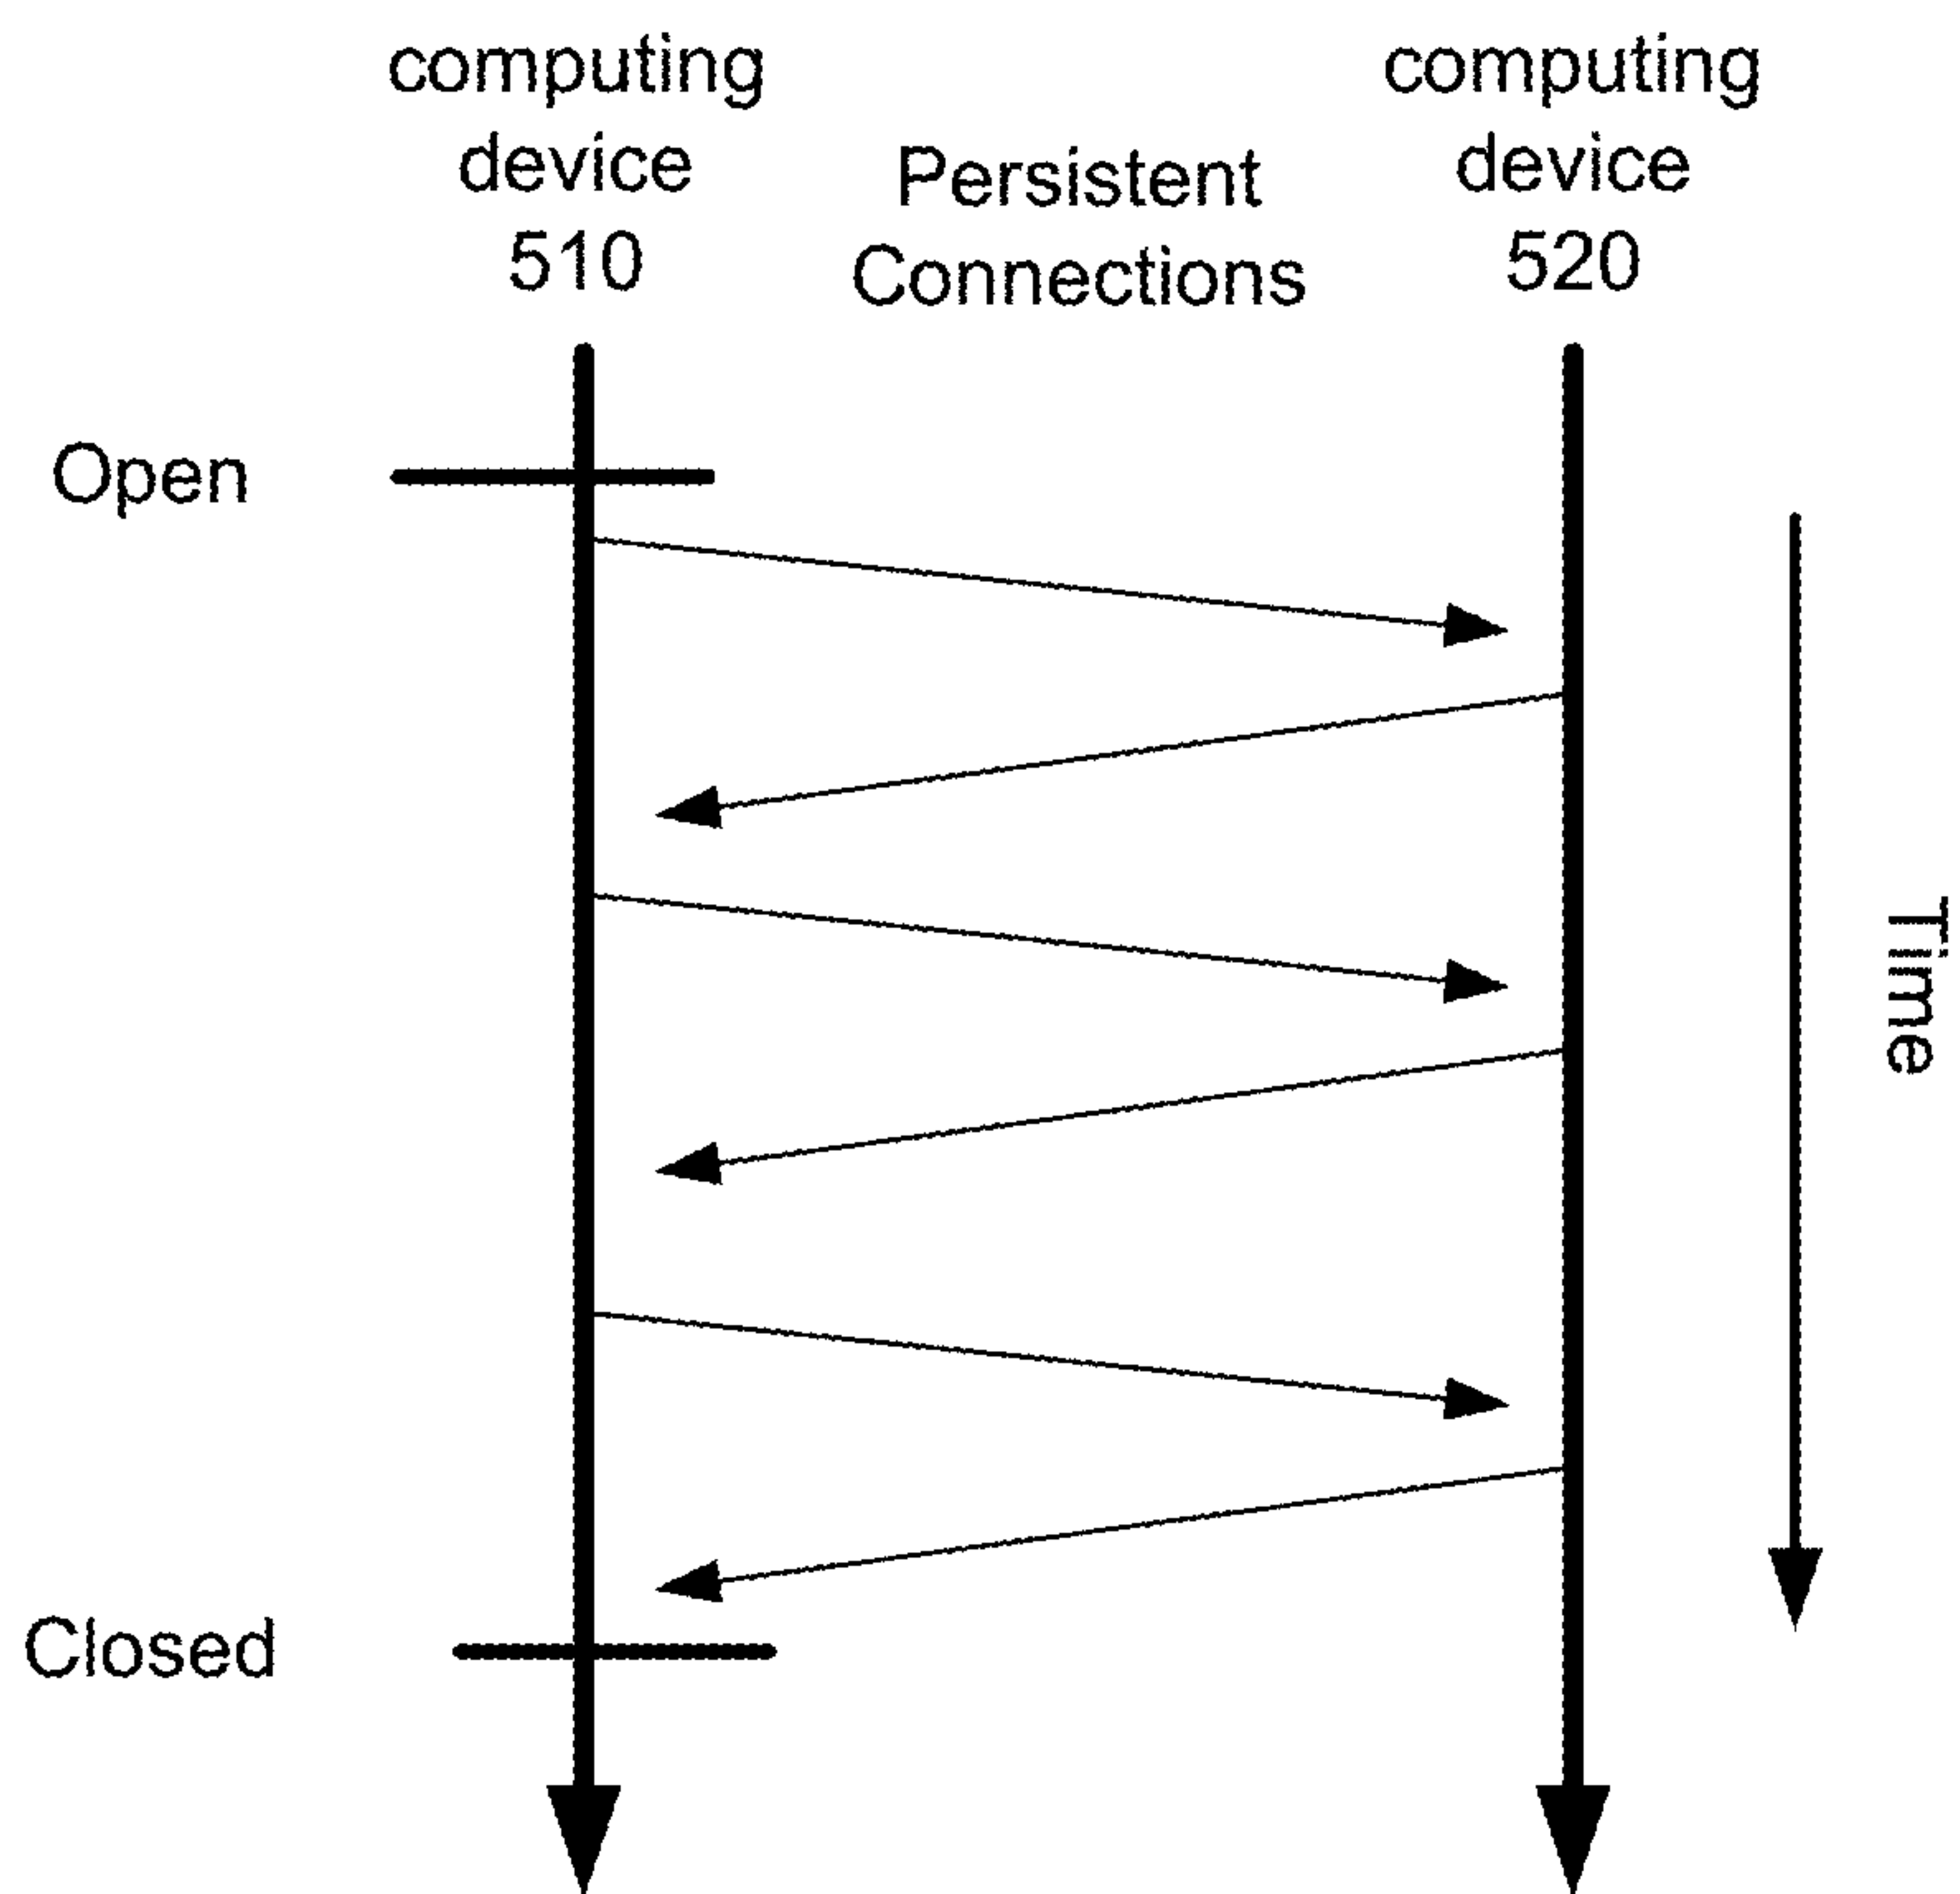 computing
device
510
Persistent
Connections
computing
device
520
Open
Time
Closed